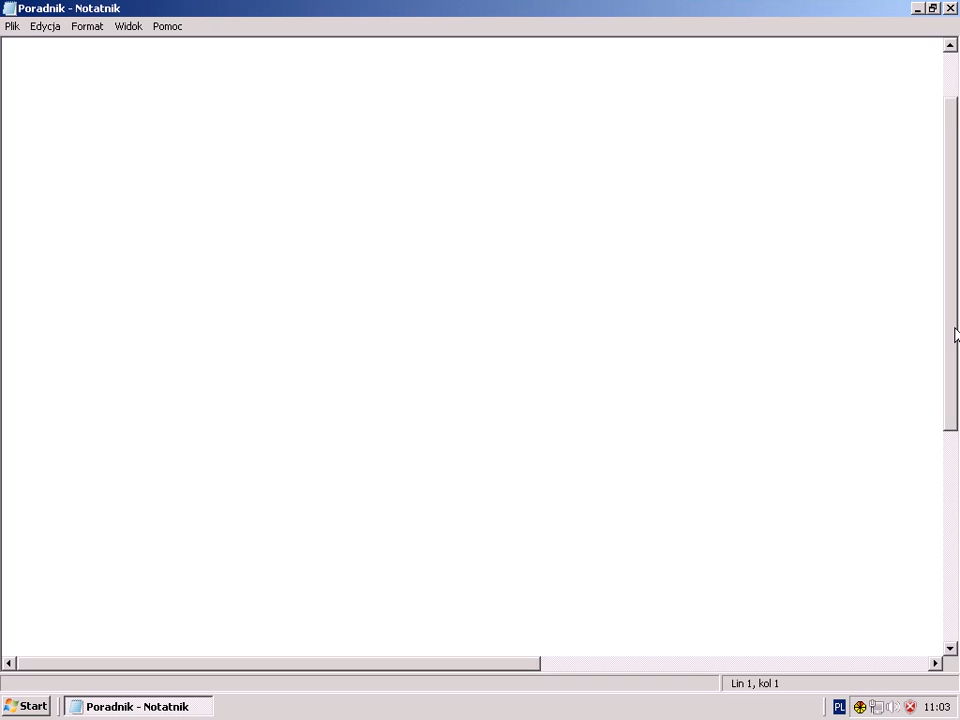 Poradnik - Notatnik
Plik Edycja Format Widok Pomoc
Lin 1, kol 1
Start Poradnik - Notatnik PL 11:03